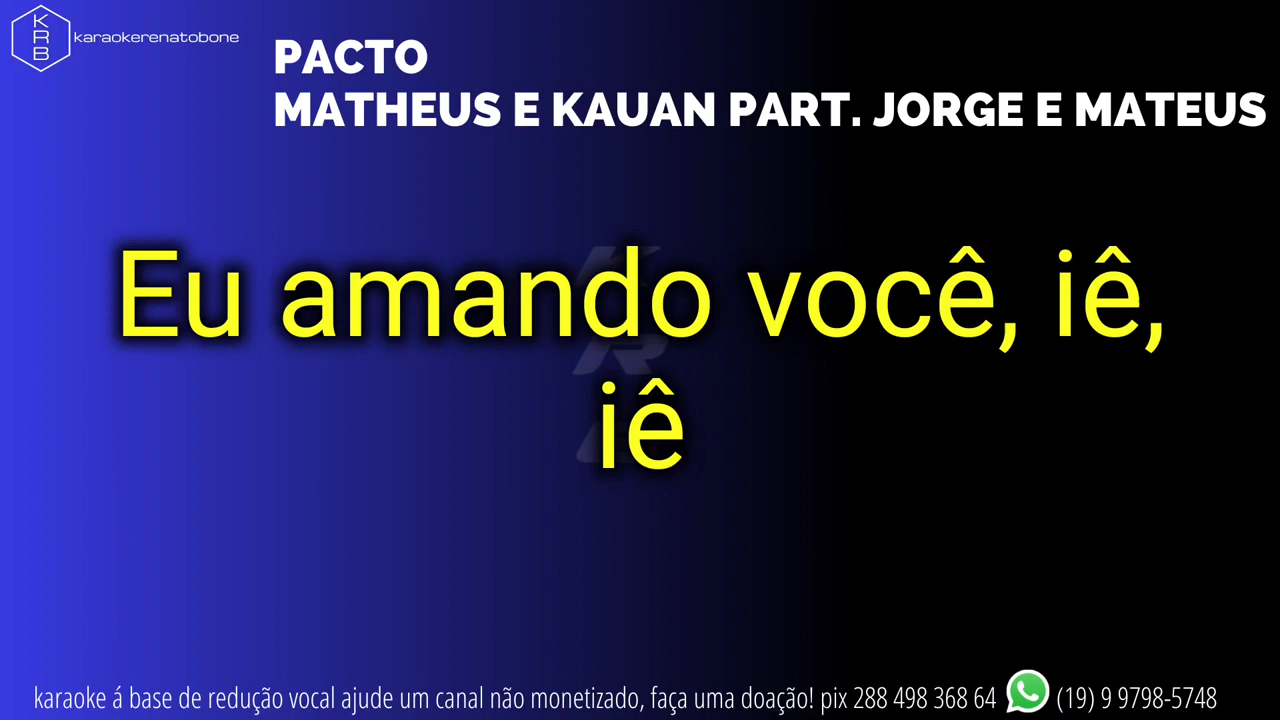 KRB
karaokerenatobone
PACTO
MATHEUS E KAUAN PART. JORGE E MATEUS
Eu amando você, iê,
iê
karaoke á base de redução vocal ajude um canal não monetizado, faça uma doação! pix 288 498 368 64 (19) 9 9798-5748